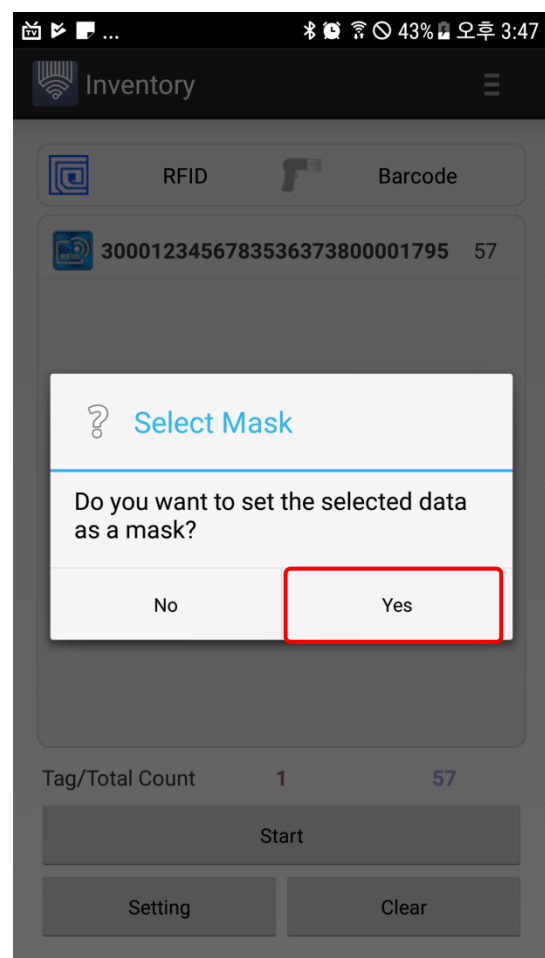 ... 43% 오후 3:47
Inventory
RFID Barcode
RFID 3000123456783536373800001795 57
Select Mask
Do you want to set the selected data
as a mask?
No Yes
Tag/Total Count 1 57
Start
Setting Clear